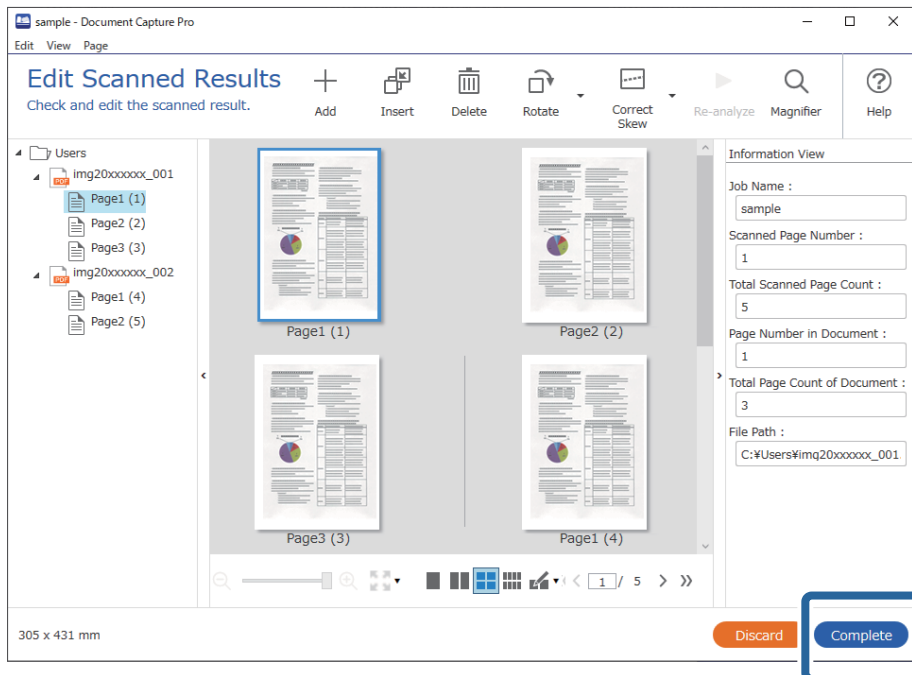 sample - Document Capture Pro
Edit View Page
Edit Scanned Results
Check and edit the scanned result.
Add
Insert
Delete
Rotate
Correct Skew
Re-analyze
Magnifier
Help
Users
PDF img20xxxxxx_001
Page1 (1)
Page2 (2)
Page3 (3)
PDF img20xxxxxx_002
Page1 (4)
Page2 (5)
Page1 (1)
Page2 (2)
Page3 (3)
Page1 (4)
Information View
Job Name :
sample
Scanned Page Number :
1
Total Scanned Page Count :
5
Page Number in Document :
1
Total Page Count of Document :
3
File Path :
C:¥Users¥img20xxxxxx_001
1 / 5
305 x 431 mm
Discard
Complete